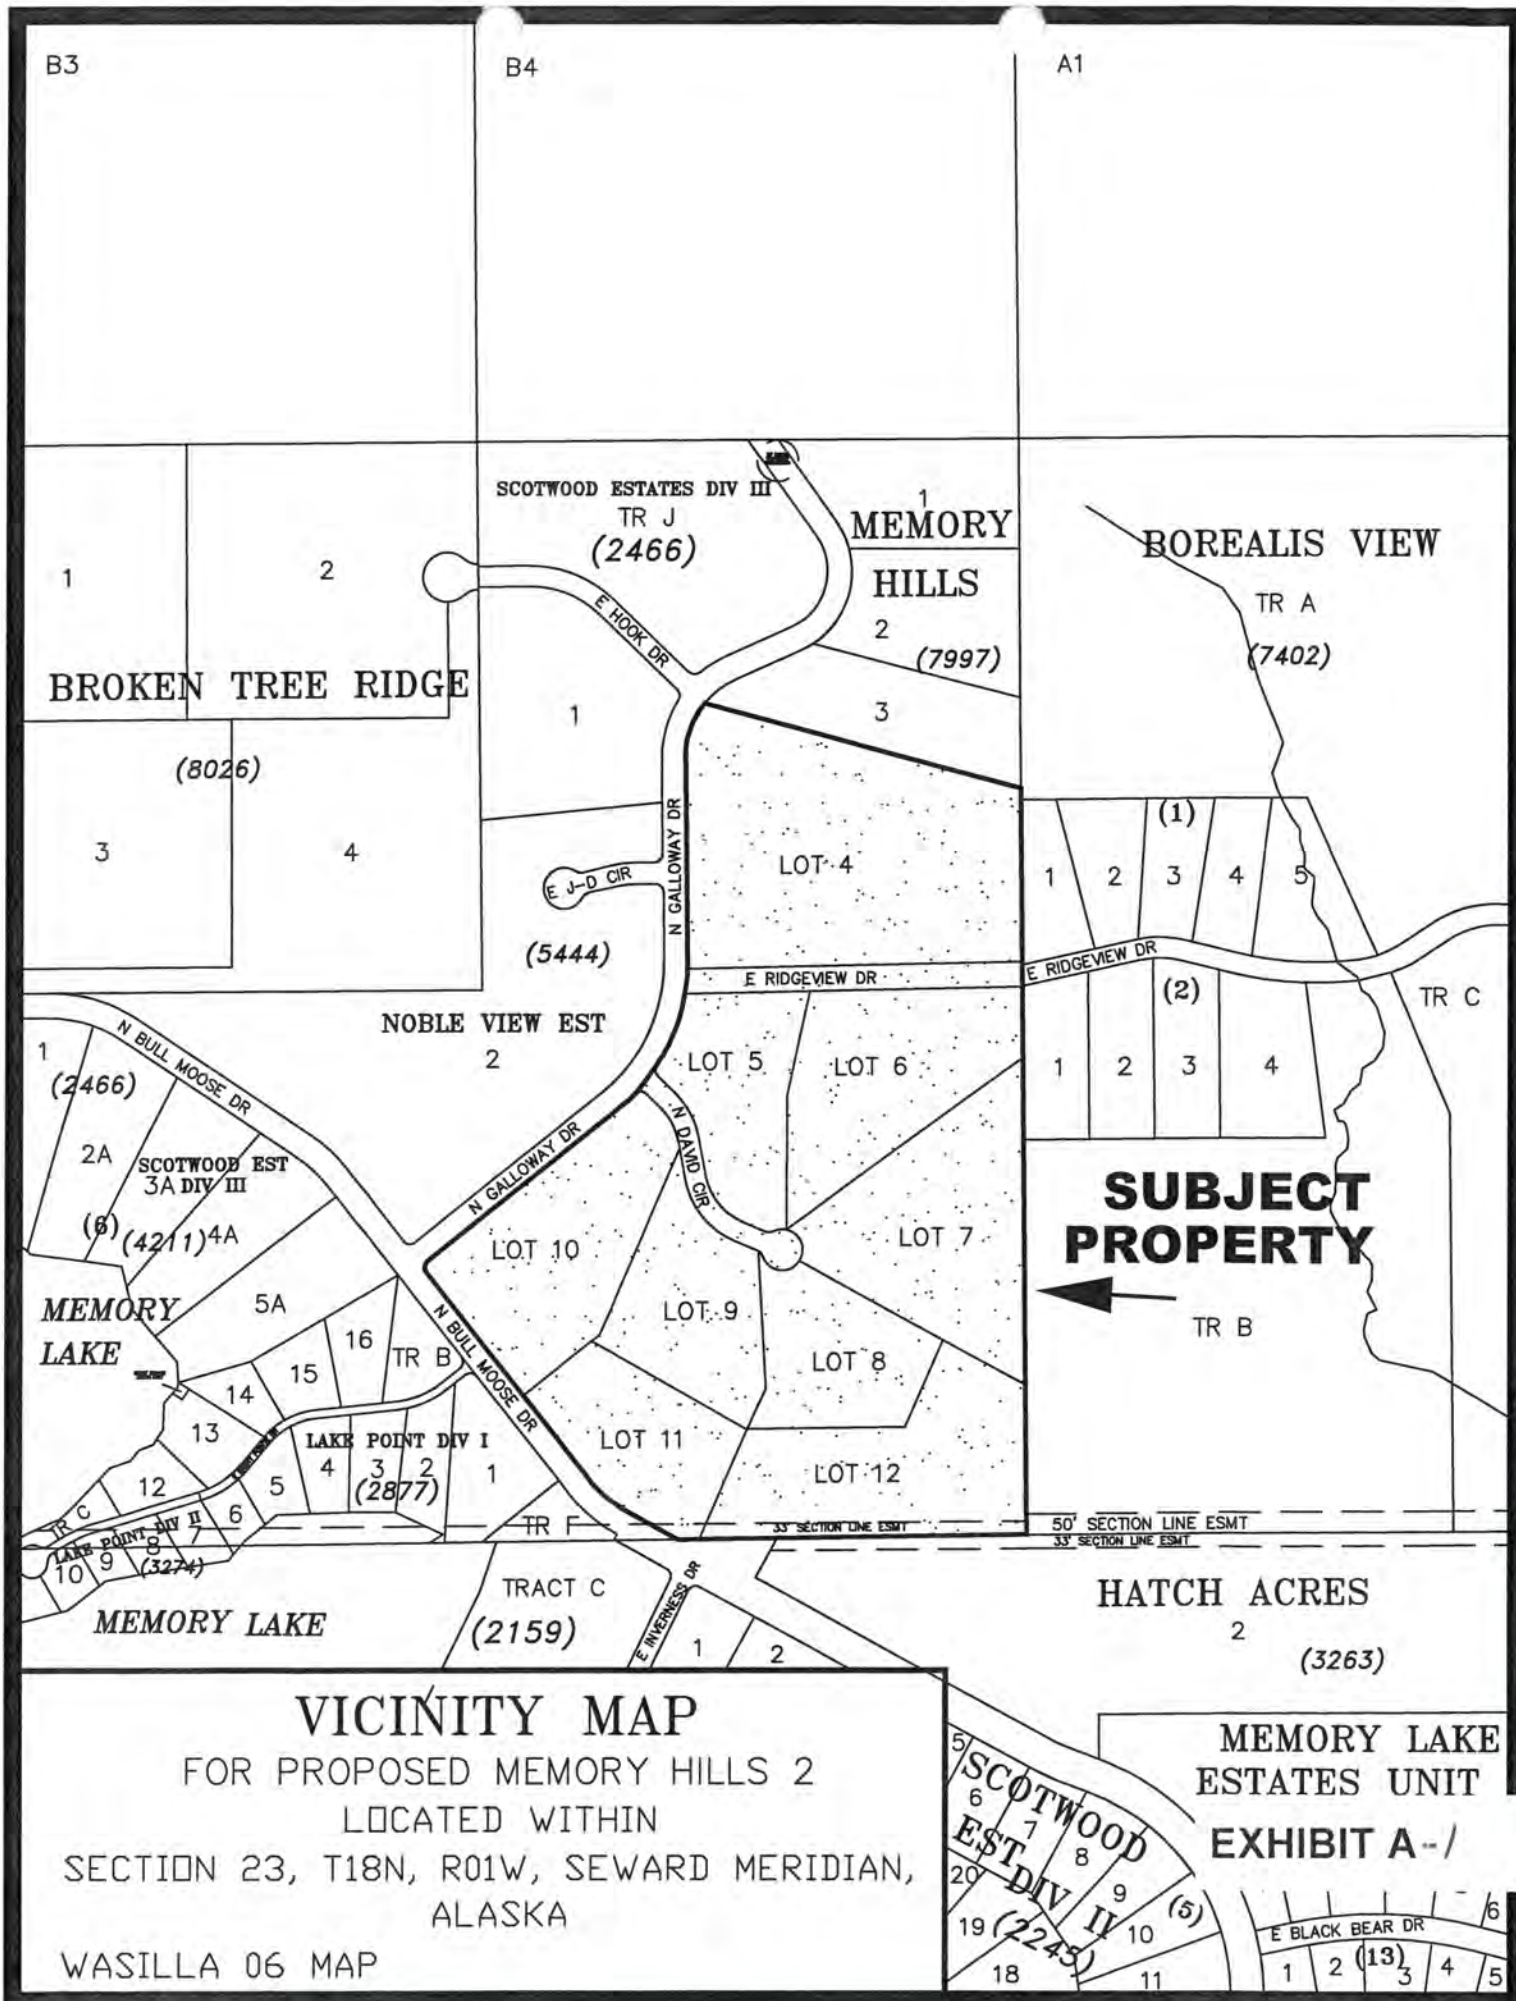 B3
B4
A1
SCOTWOOD ESTATES DIV III
TR J
(2466)
1
MEMORY
HILLS
2
(7997)
3
BOREALIS VIEW
TR A
(7402)
1
2
E HOOK DR
BROKEN TREE RIDGE
(8026)
3
4
1
N GALLOWAY DR
E J-D CIR
(5444)
NOBLE VIEW EST
2
LOT 4
E RIDGEVIEW DR
(1)
1
2
3
4
5
E RIDGEVIEW DR
(2)
1
2
3
4
TR C
LOT 5
LOT 6
N DAVID CIR
LOT 7
LOT 10
LOT 9
LOT 8
LOT 11
LOT 12
N GALLOWAY DR
N BULL MOOSE DR
1
(2466)
2A
SCOTWOOD EST
3A DIV III
(6)
(4211)
4A
5A
MEMORY
LAKE
16
TR B
15
14
13
12
N BULL MOOSE DR
LAKE POINT DIV I
5
4
3
2
1
(2877)
6
TR C
LAKE POINT DIV II
7
8
9
10
(3274)
TR F
SUBJECT
PROPERTY
TR B
33' SECTION LINE ESMT
50' SECTION LINE ESMT
33' SECTION LINE ESMT
MEMORY LAKE
TRACT C
(2159)
E INVERNESS DR
1
2
HATCH ACRES
2
(3263)
VICINITY MAP
FOR PROPOSED MEMORY HILLS 2
LOCATED WITHIN
SECTION 23, T18N, R01W, SEWARD MERIDIAN,
ALASKA
WASILLA 06 MAP
MEMORY LAKE
ESTATES UNIT
EXHIBIT A-1
SCOTWOOD
EST DIV II
(2245)
5
6
7
8
9
10
11
(5)
20
19
18
6
E BLACK BEAR DR
(13)
1
2
3
4
5